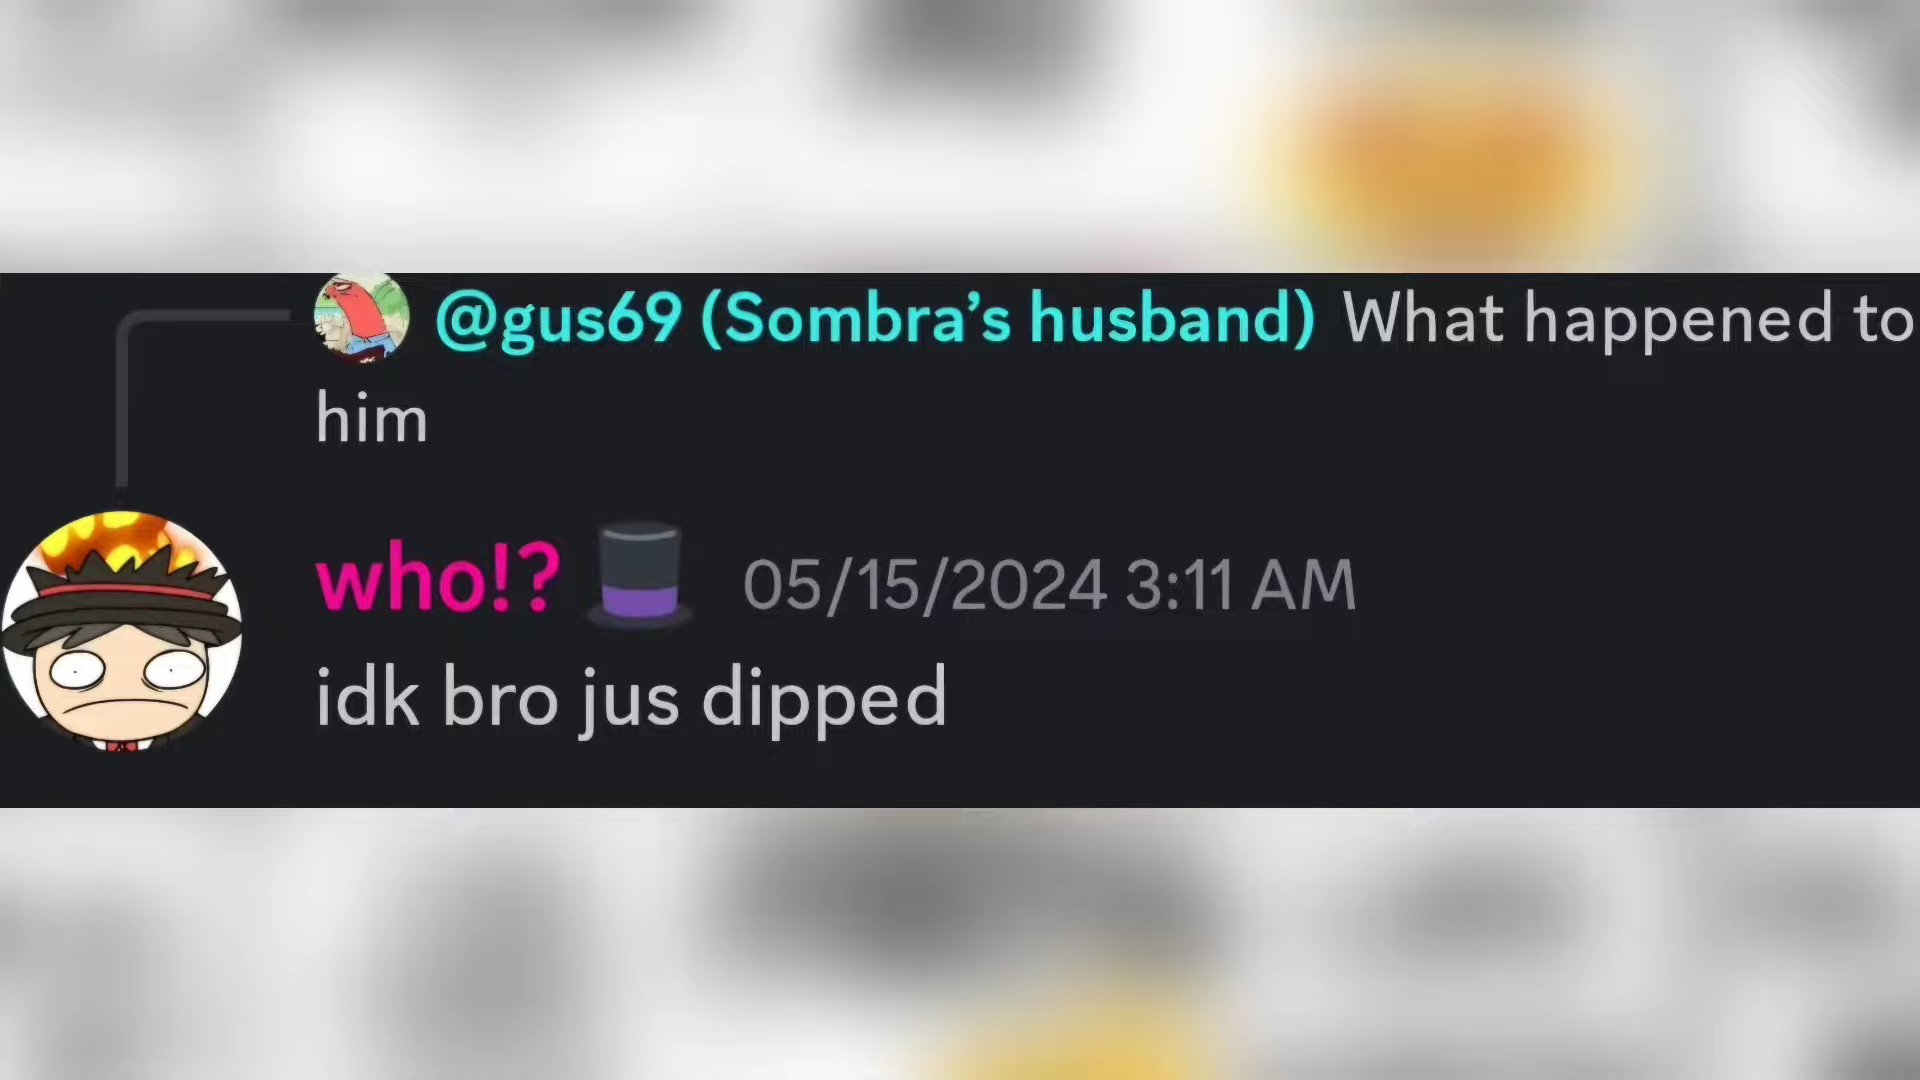 @gus69 (Sombra’s husband) What happened to
him
who!? 05/15/2024 3:11 AM
idk bro jus dipped